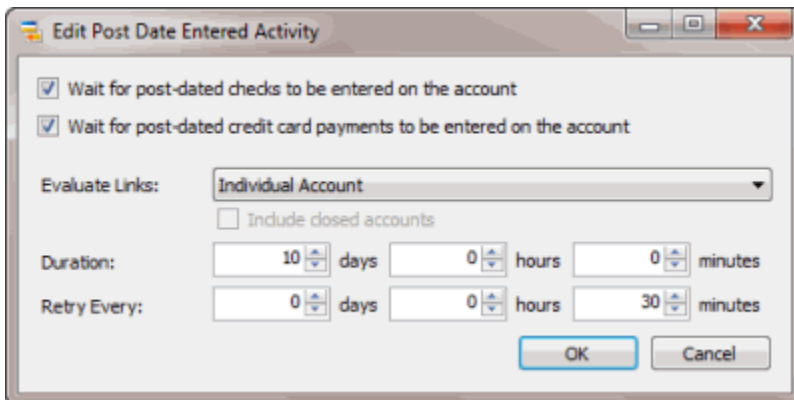 Edit Post Date Entered Activity
Wait for post-dated checks to be entered on the account
Wait for post-dated credit card payments to be entered on the account
Evaluate Links: Individual Account
Include closed accounts
Duration: 10 days 0 hours 0 minutes
Retry Every: 0 days 0 hours 30 minutes
OK Cancel